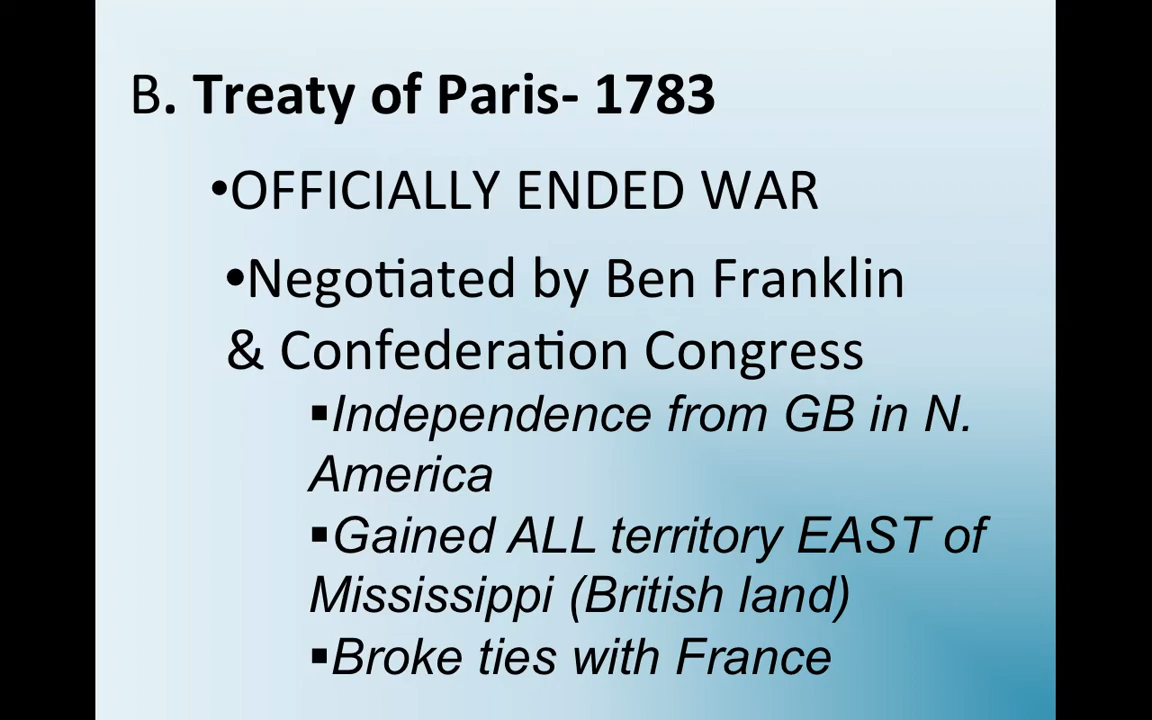 B. Treaty of Paris- 1783
•OFFICIALLY ENDED WAR
•Negotiated by Ben Franklin
& Confederation Congress
▪Independence from GB in N.
America
▪Gained ALL territory EAST of
Mississippi (British land)
▪Broke ties with France